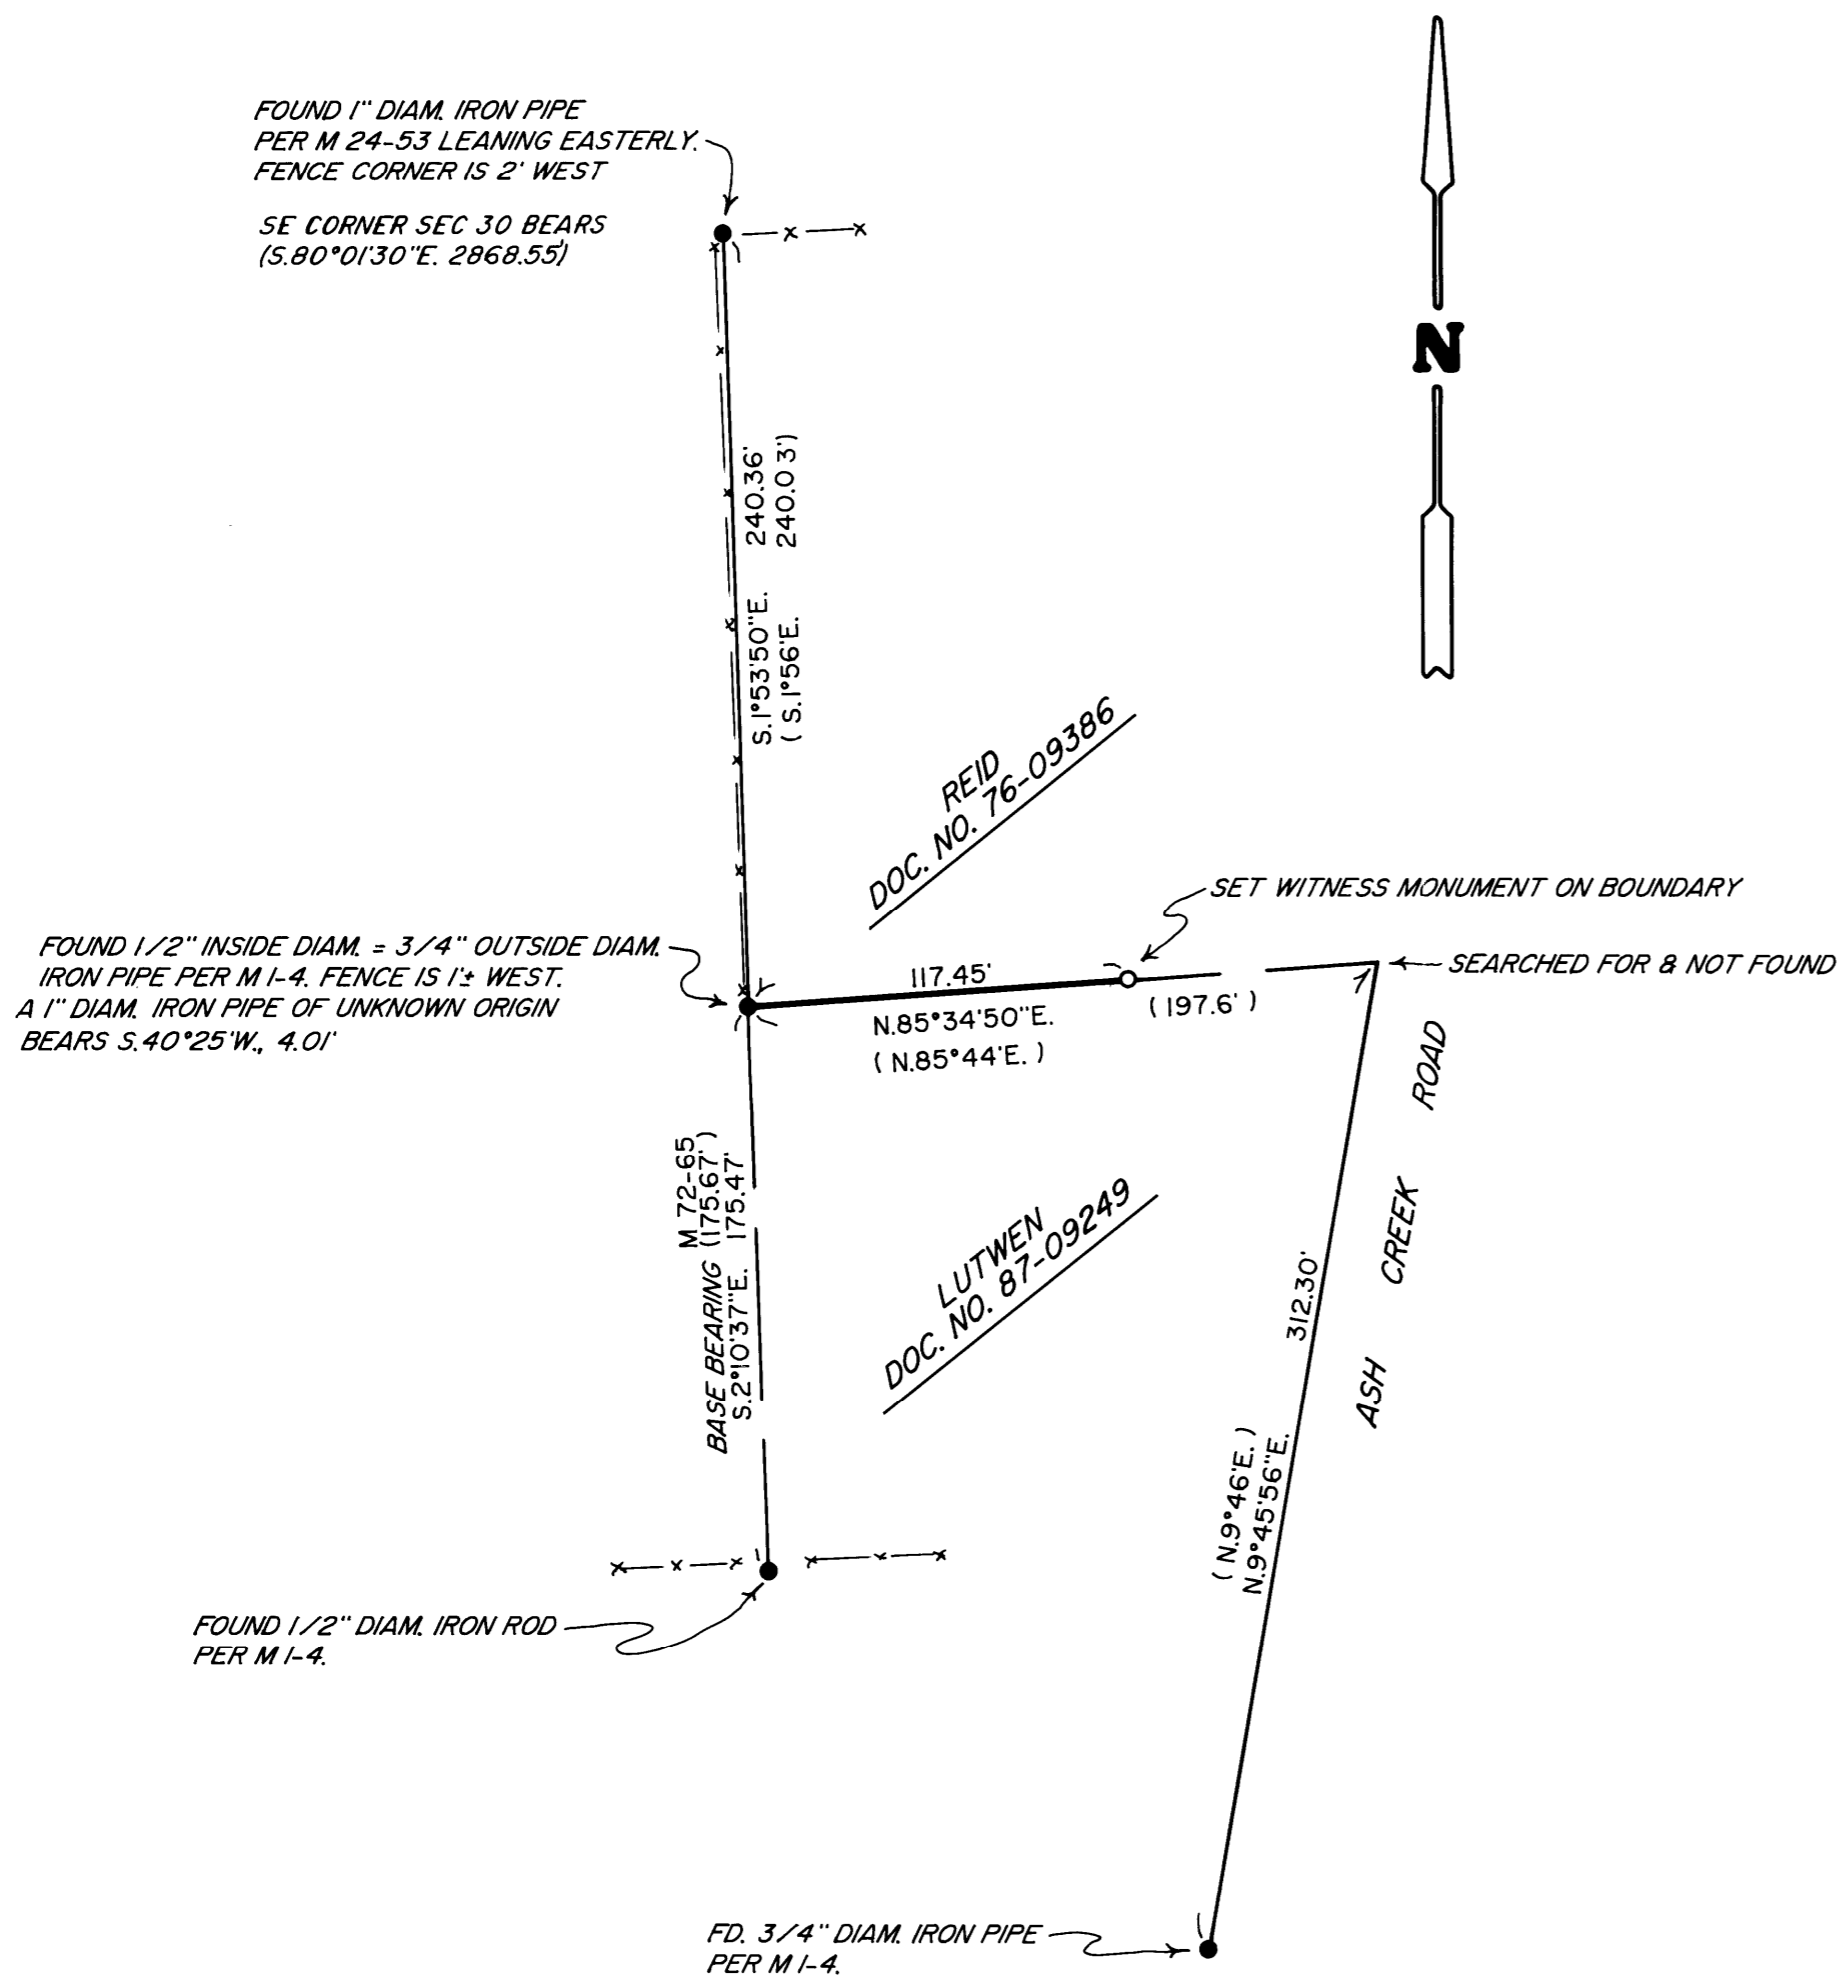 FOUND 1" DIAM. IRON PIPE
PER M 24-53 LEANING EASTERLY.
FENCE CORNER IS 2' WEST
SE CORNER SEC 30 BEARS
(S.80°01'30"E. 2868.55')
N
S.1°53'50"E. 240.36'
(S.1°56'E. 240.03')
REID
DOC. NO. 76-09386
SET WITNESS MONUMENT ON BOUNDARY
FOUND 1/2" INSIDE DIAM. = 3/4" OUTSIDE DIAM.
IRON PIPE PER M 1-4. FENCE IS 1'± WEST.
A 1" DIAM. IRON PIPE OF UNKNOWN ORIGIN
BEARS S.40°25'W., 4.01'
117.45'
N.85°34'50"E.
(N.85°44'E.)
(197.6')
SEARCHED FOR & NOT FOUND
M 72-65
BASE BEARING (175.67')
S.2°10'37"E. 175.47'
LUTWEN
DOC. NO. 87-09249
ASH CREEK ROAD
312.30'
(N.9°46'E.)
N.9°45'56"E.
FOUND 1/2" DIAM. IRON ROD
PER M 1-4.
FD. 3/4" DIAM. IRON PIPE
PER M 1-4.